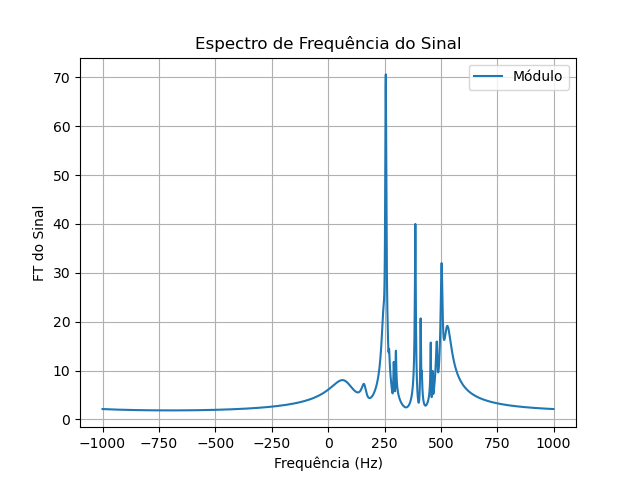 Espectro de Frequência do Sinal
Módulo
FT do Sinal
70
60
50
40
30
20
10
0
−1000 −750 −500 −250 0 250 500 750 1000
Frequência (Hz)